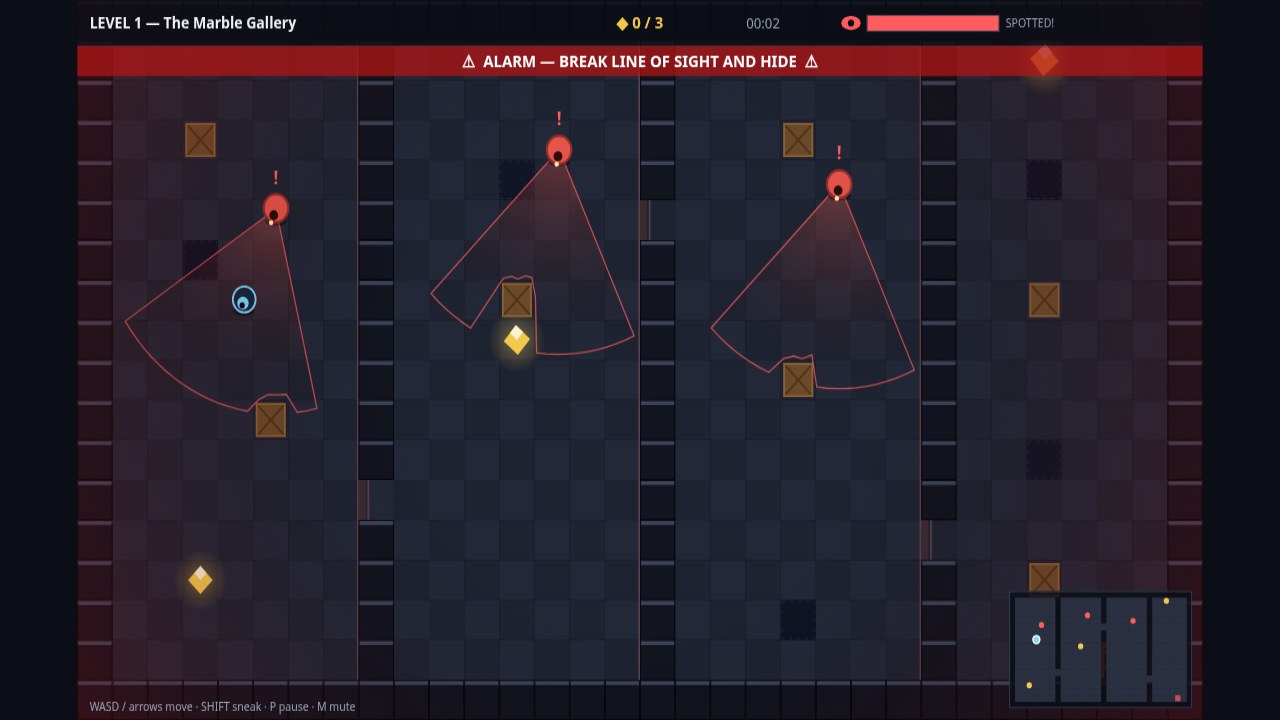 LEVEL 1 — The Marble Gallery
◆ 0 / 3
00:02
SPOTTED!
⚠ ALARM — BREAK LINE OF SIGHT AND HIDE ⚠
!
!
!
WASD / arrows move · SHIFT sneak · P pause · M mute